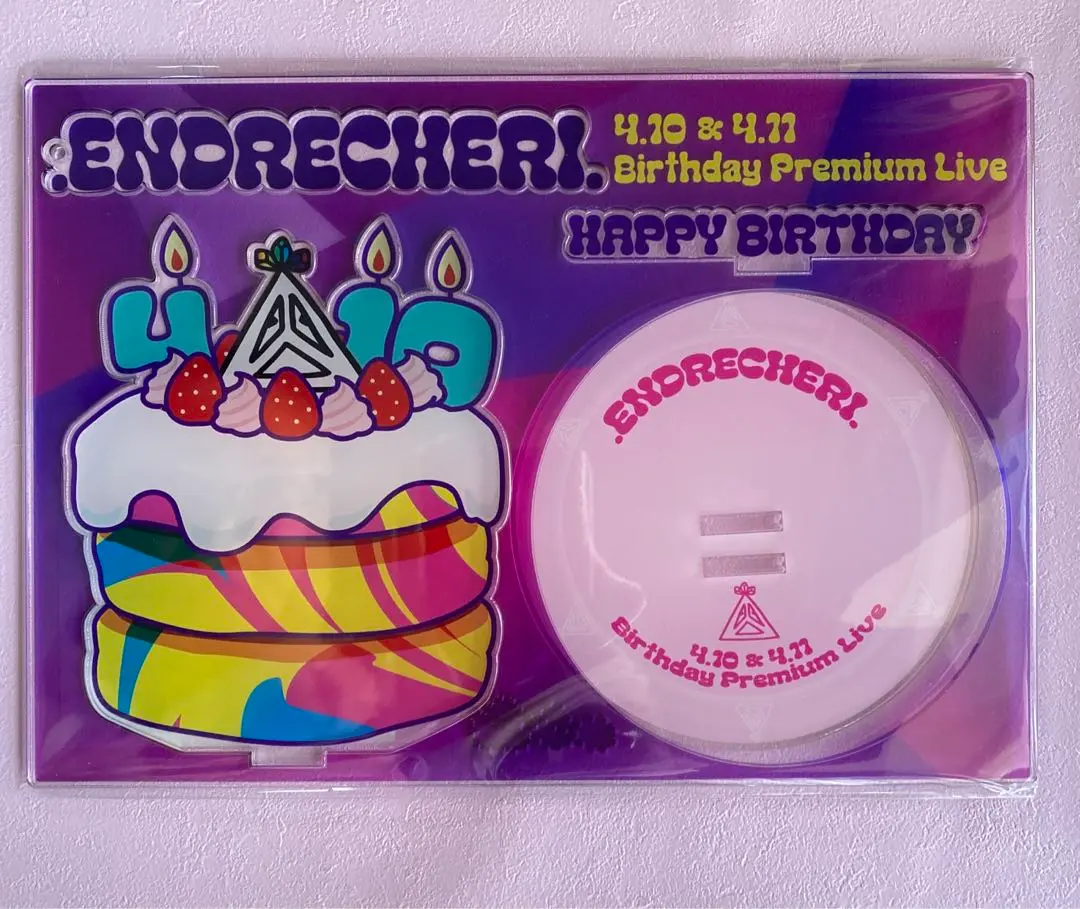 .ENDRECHERI.
4.10 & 4.11
Birthday Premium Live
HAPPY BIRTHDAY
4 10
.ENDRECHERI.
4.10 & 4.11
Birthday Premium Live